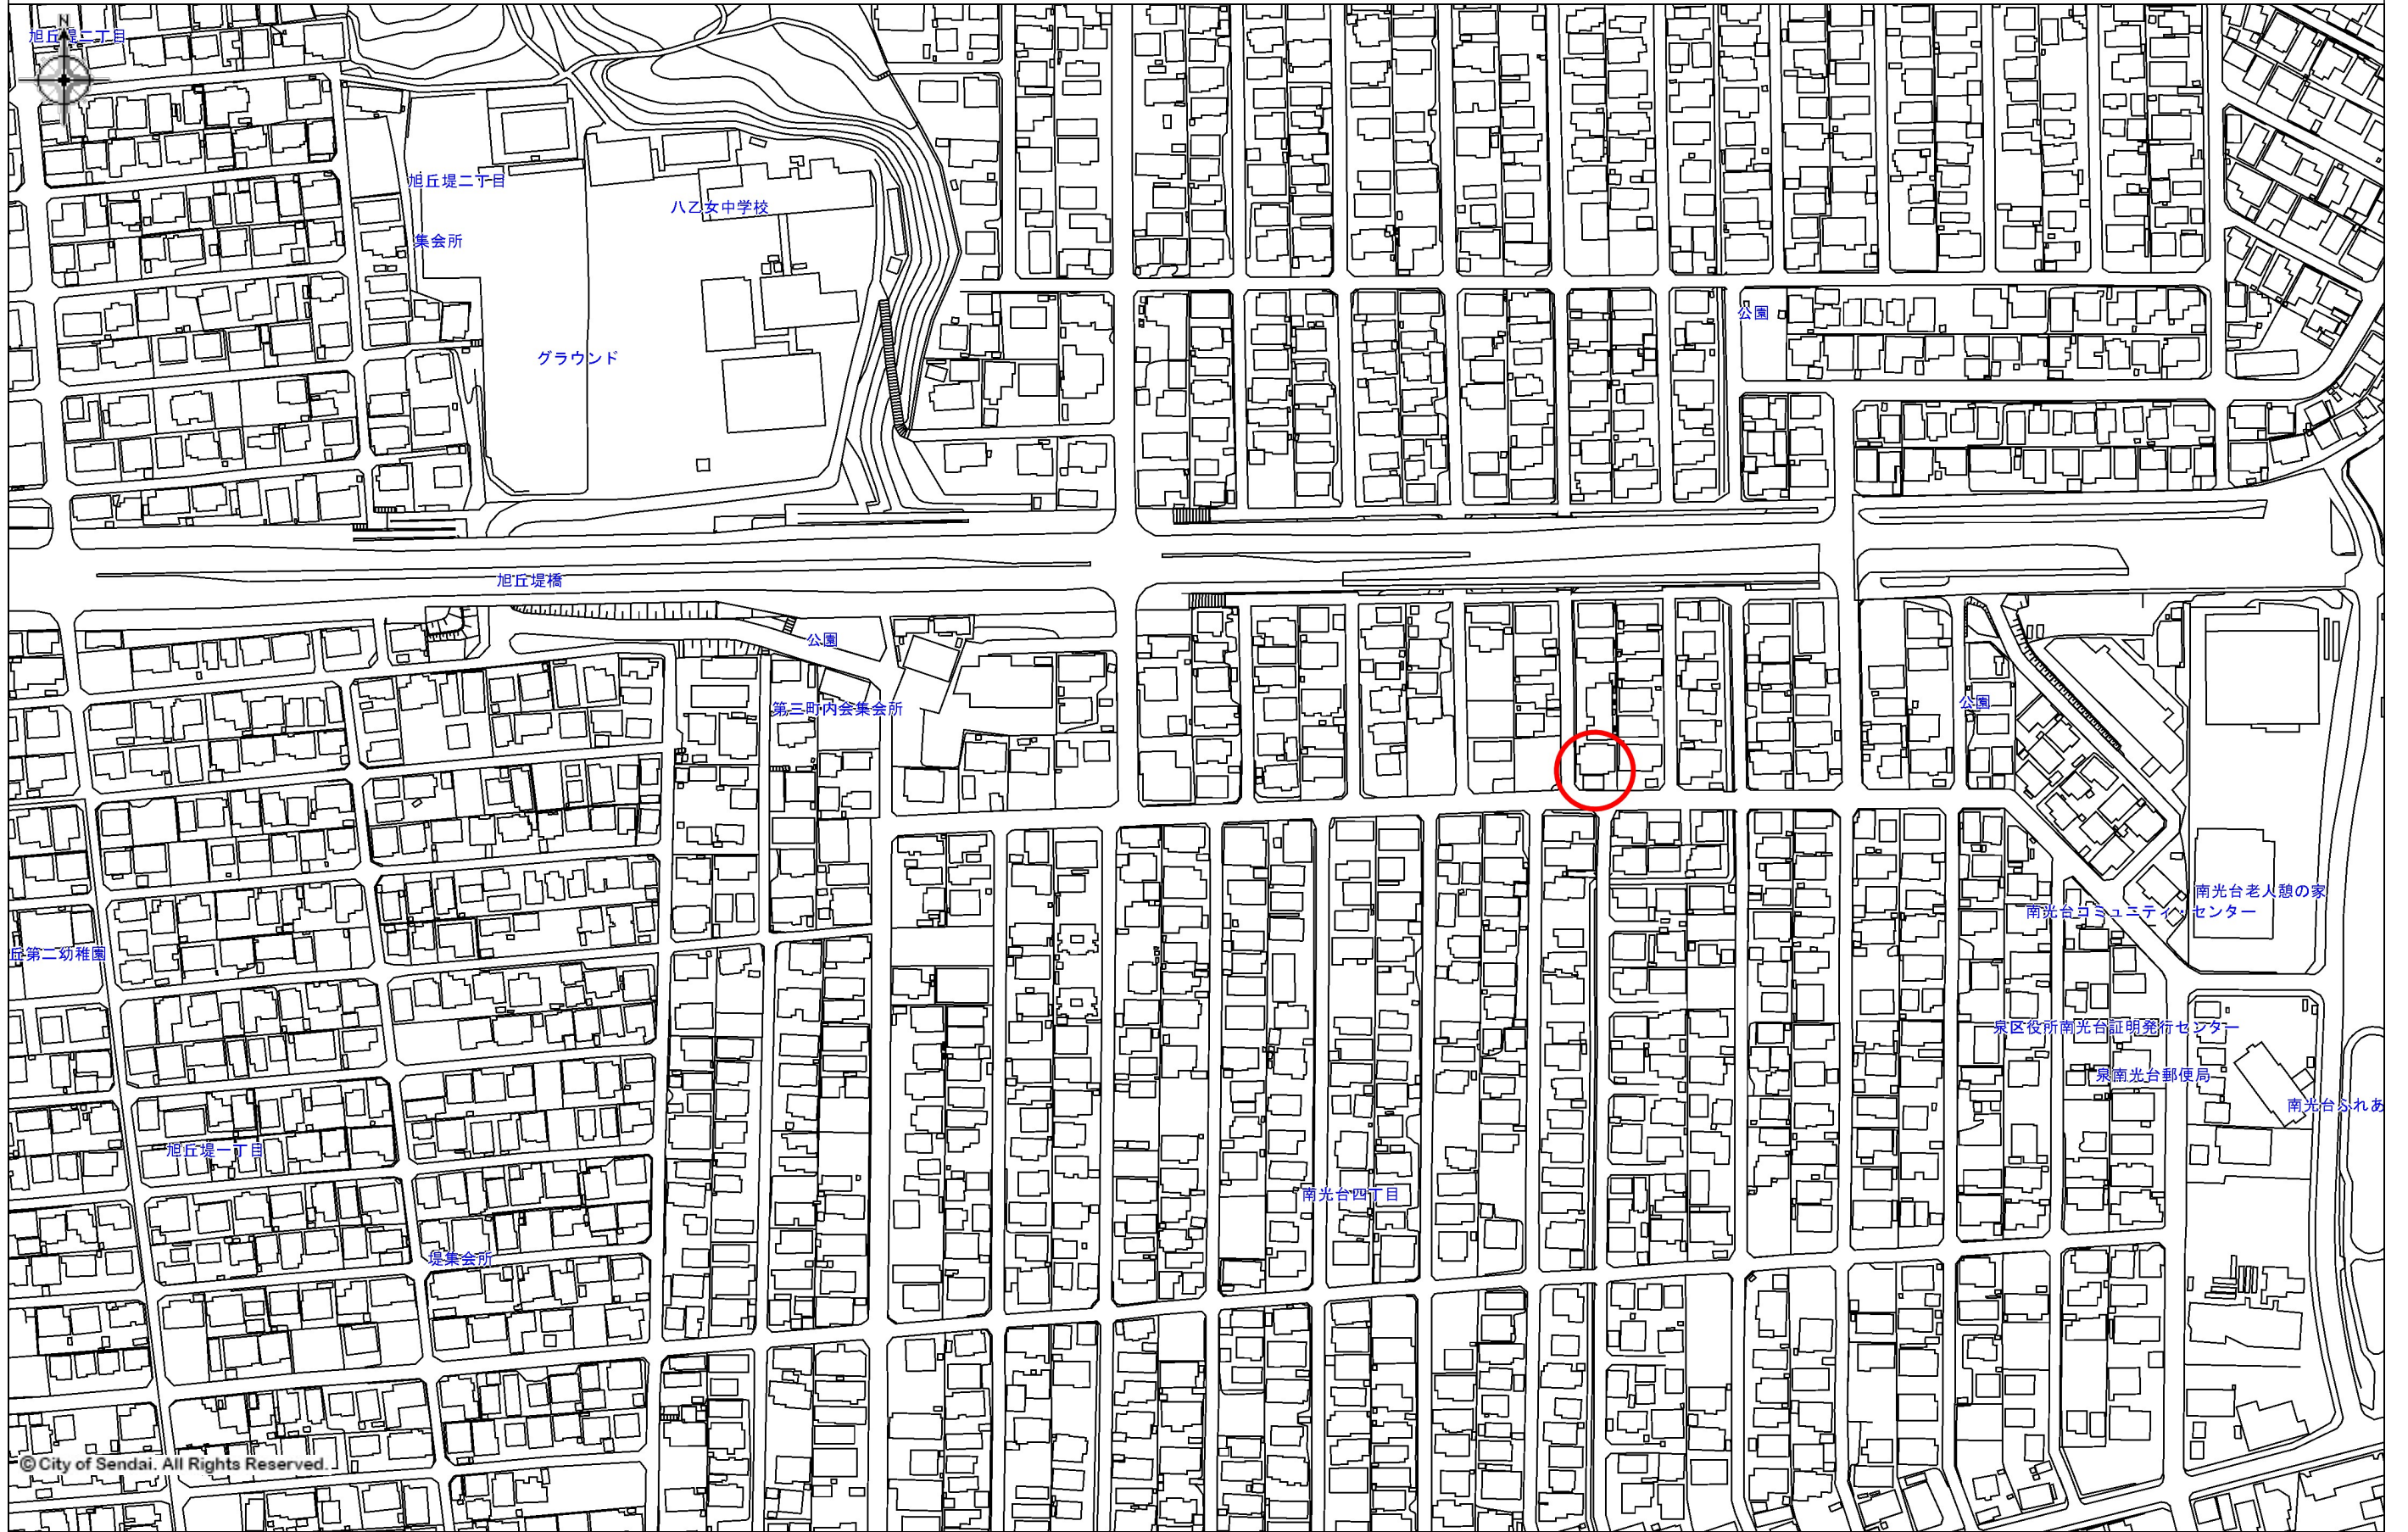 N
旭丘堤二丁目
旭丘堤二丁目
八乙女中学校
集会所
公園
グラウンド
旭丘堤橋
公園
公園
第三町内会集会所
南光台老人憩の家
南光台コミュニティ・センター
丘第二幼稚園
泉区役所南光台証明発行センター
泉南光台郵便局
南光台ふれあ
旭丘堤一丁目
南光台四丁目
堤集会所
©City of Sendai. All Rights Reserved.